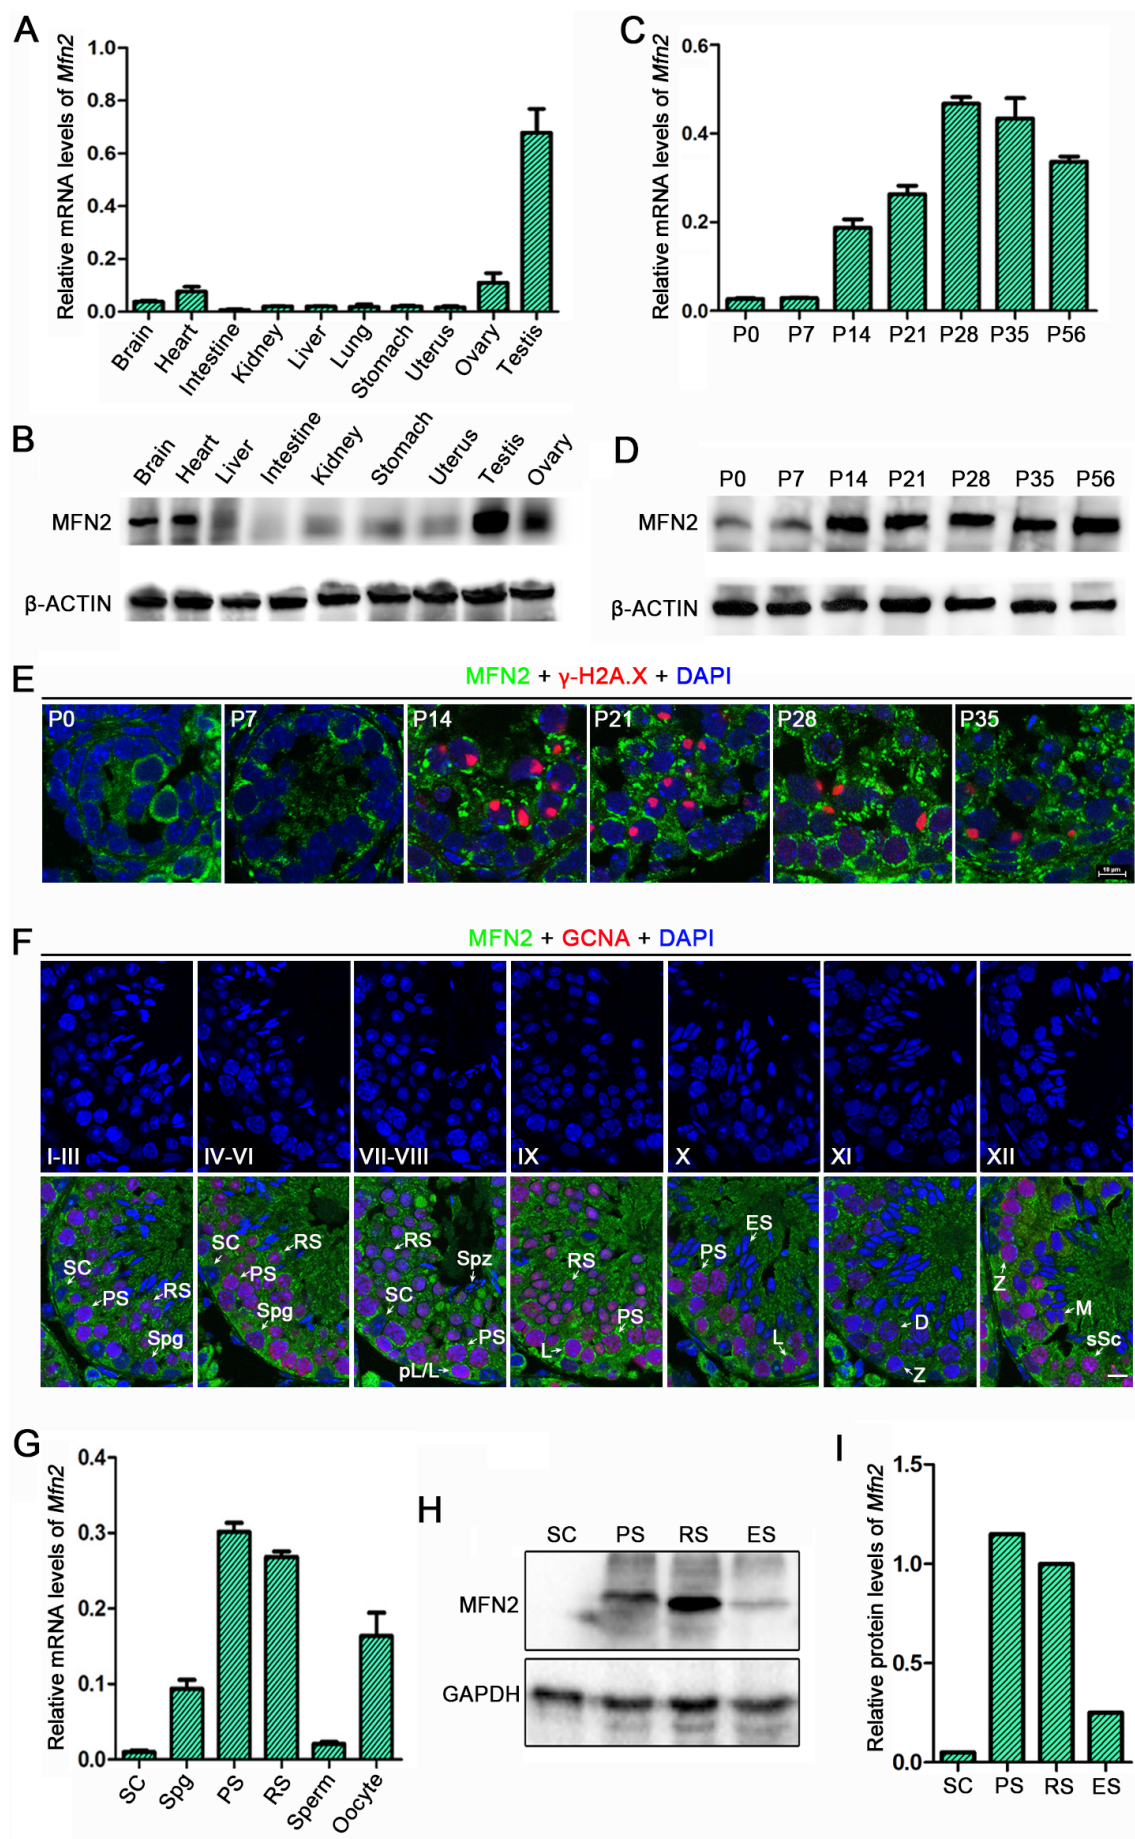 A
Relative mRNA levels of Mfn2
1.0
0.8
0.6
0.4
0.2
0.0
Brain
Heart
Intestine
Kidney
Liver
Lung
Stomach
Uterus
Ovary
Testis
C
Relative mRNA levels of Mfn2
0.6
0.4
0.2
0.0
P0 P7 P14 P21 P28 P35 P56
B
Brain
Heart
Liver
Intestine
Kidney
Stomach
Uterus
Testis
Ovary
MFN2
β-ACTIN
D
P0 P7 P14 P21 P28 P35 P56
MFN2
β-ACTIN
E
MFN2 + γ-H2A.X + DAPI
P0 P7 P14 P21 P28 P35
10 μm
F
MFN2 + GCNA + DAPI
I-III IV-VI VII-VIII IX X XI XII
SC
PS
RS
Spg
SC
RS
PS
Spg
RS
Spz
SC
PS
pL/L
RS
PS
L
ES
PS
L
D
Z
Z
M
sSc
G
Relative mRNA levels of Mfn2
0.4
0.3
0.2
0.1
0.0
SC
Spg
PS
RS
Sperm
Oocyte
H
SC PS RS ES
MFN2
GAPDH
I
Relative protein levels of Mfn2
1.5
1.0
0.5
0.0
SC PS RS ES